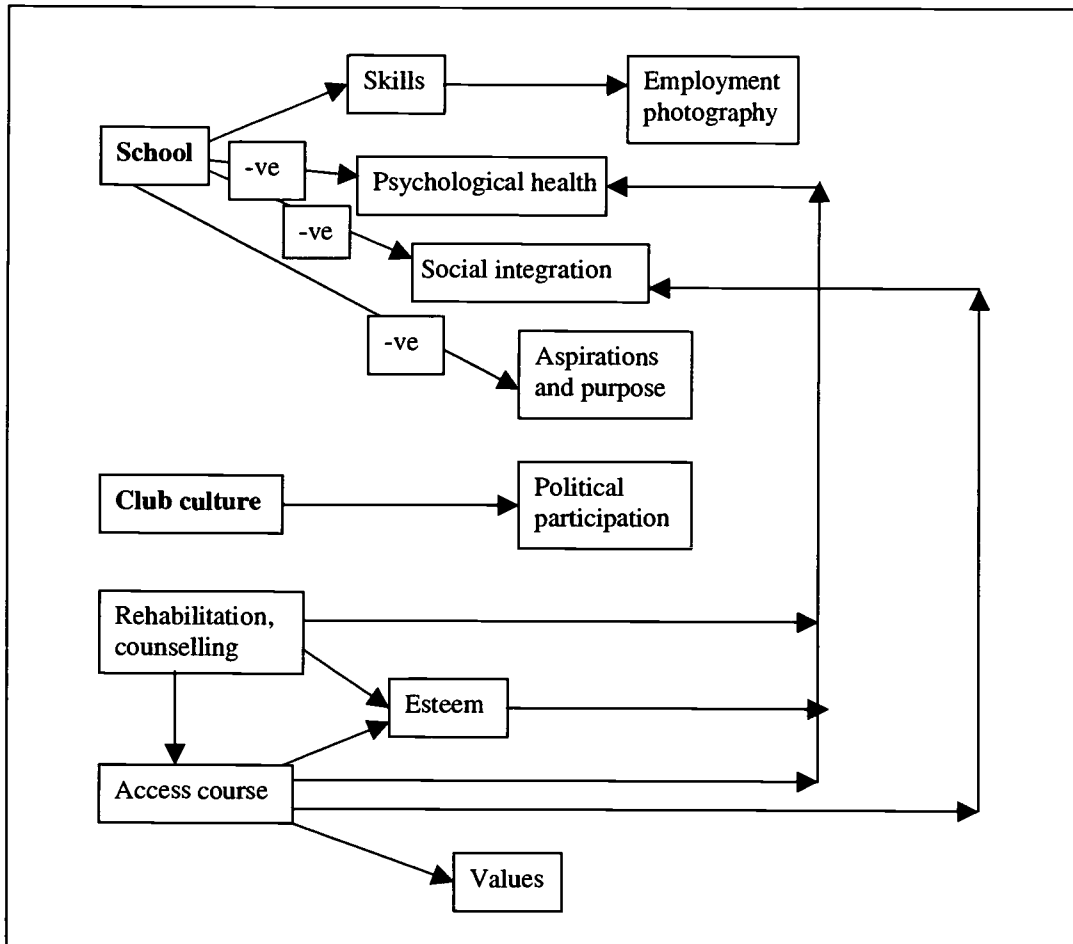 Skills
Employment
photography
School
-ve
Psychological health
-ve
Social integration
-ve
Aspirations
and purpose
Club culture
Political
participation
Rehabilitation,
counselling
Esteem
Access course
Values